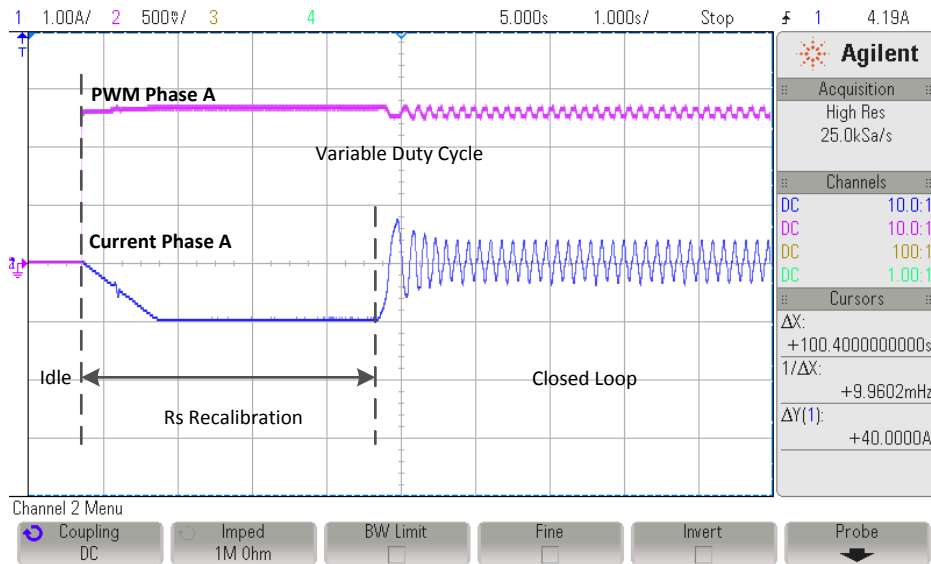 1 1.00A/ 2 500▽/ 3 4 5.000s 1.000s/ Stop 1 4.19A
T
Agilent
Acquisition
High Res
25.0kSa/s
Channels
DC 10.0:1
DC 10.0:1
DC 100:1
DC 1.00:1
Cursors
ΔX:
+100.4000000000s
1/ΔX:
+9.9602mHz
ΔY(1):
+40.0000A
PWM Phase A
Variable Duty Cycle
Current Phase A
Idle
Rs Recalibration
Closed Loop
Channel 2 Menu
Coupling
DC
Imped
1M Ohm
BW Limit
Fine
Invert
Probe